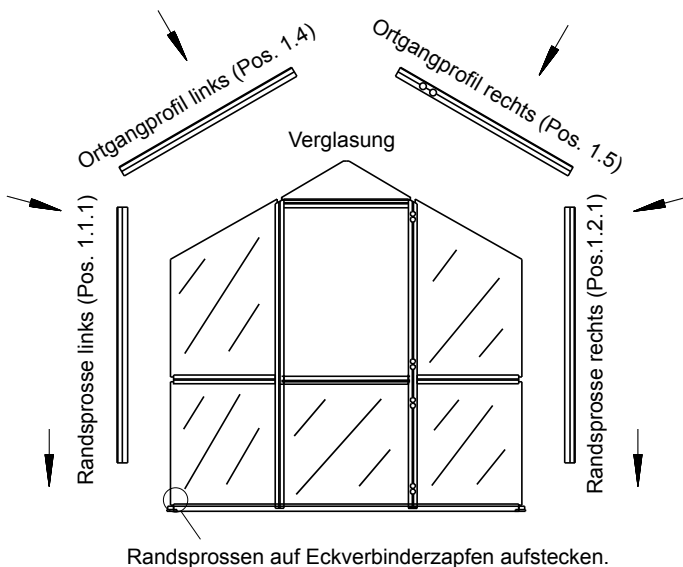 Ortgangprofil links (Pos. 1.4)
Ortgangprofil rechts (Pos. 1.5)
Verglasung
Randsprosse links (Pos. 1.1.1)
Randsprosse rechts (Pos.1.2.1)
Randsprossen auf Eckverbinderzapfen aufstecken.